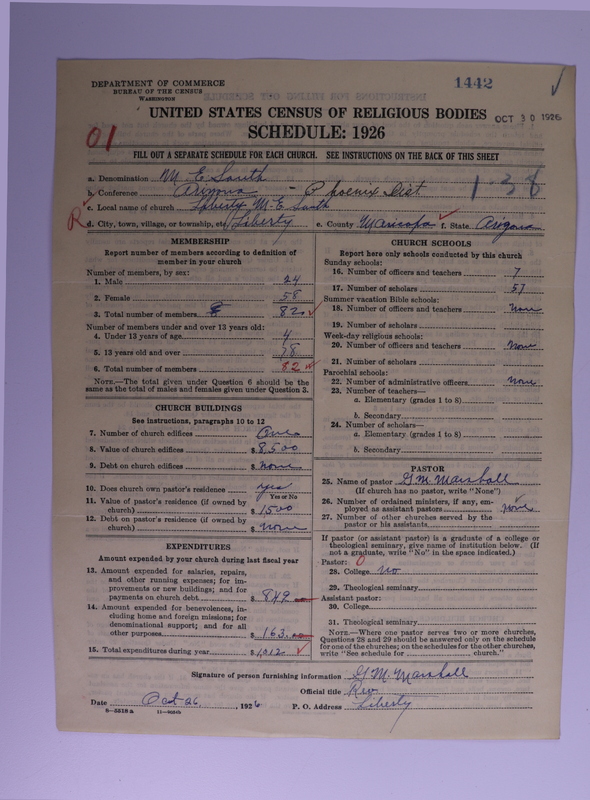 DEPARTMENT OF COMMERCE
BUREAU OF THE CENSUS
WASHINGTON
1442
UNITED STATES CENSUS OF RELIGIOUS BODIES
OCT 30 1926
SCHEDULE: 1926
01
FILL OUT A SEPARATE SCHEDULE FOR EACH CHURCH. SEE INSTRUCTIONS ON THE BACK OF THIS SHEET
a. Denomination M. E. South
b. Conference Arizona - Phoenix Dist. 1-38
c. Local name of church Liberty M-E South
R
d. City, town, village, or township, etc. Liberty e. County Maricopa f. State Arizona
MEMBERSHIP
Report number of members according to definition of member in your church
Number of members, by sex:
1. Male 24
2. Female 58
3. Total number of members 82
Number of members under and over 13 years old:
4. Under 13 years of age 4
5. 13 years old and over 78
6. Total number of members 82
NOTE.—The total given under Question 6 should be the same as the total of males and females given under Question 3.
CHURCH BUILDINGS
See instructions, paragraphs 10 to 12
7. Number of church edifices One
8. Value of church edifices $ 8,500
9. Debt on church edifices $ None
10. Does church own pastor's residence yes
Yes or No
11. Value of pastor's residence (if owned by church) $ 1500
12. Debt on pastor's residence (if owned by church) $ None
EXPENDITURES
Amount expended by your church during last fiscal year
13. Amount expended for salaries, repairs, and other running expenses; for improvements or new buildings; and for payments on church debt $ 849
14. Amount expended for benevolences, including home and foreign missions; for denominational support; and for all other purposes $ 163.00
15. Total expenditures during year $ 1,012
CHURCH SCHOOLS
Report here only schools conducted by this church
Sunday schools:
16. Number of officers and teachers 7
17. Number of scholars 57
Summer vacation Bible schools:
18. Number of officers and teachers None
19. Number of scholars
Week-day religious schools:
20. Number of officers and teachers None
21. Number of scholars
Parochial schools:
22. Number of administrative officers None
23. Number of teachers—
a. Elementary (grades 1 to 8)
b. Secondary
24. Number of scholars—
a. Elementary (grades 1 to 8)
b. Secondary
PASTOR
25. Name of pastor G. M. Marshall
(If church has no pastor, write "None")
26. Number of ordained ministers, if any, employed as assistant pastors None
27. Number of other churches served by the pastor or his assistants
If pastor (or assistant pastor) is a graduate of a college or theological seminary, give name of institution below. (If not a graduate, write "No" in the space indicated.)
Pastor: 0
28. College No
29. Theological seminary
Assistant pastor:
30. College
31. Theological seminary
NOTE.—Where one pastor serves two or more churches, Questions 28 and 29 should be answered only on the schedule for one of the churches; on the schedules for the other churches, write "See schedule for church."
Signature of person furnishing information G. M. Marshall
Official title Rev.
Date Oct 26, 1926 P. O. Address Liberty
8—5518 a